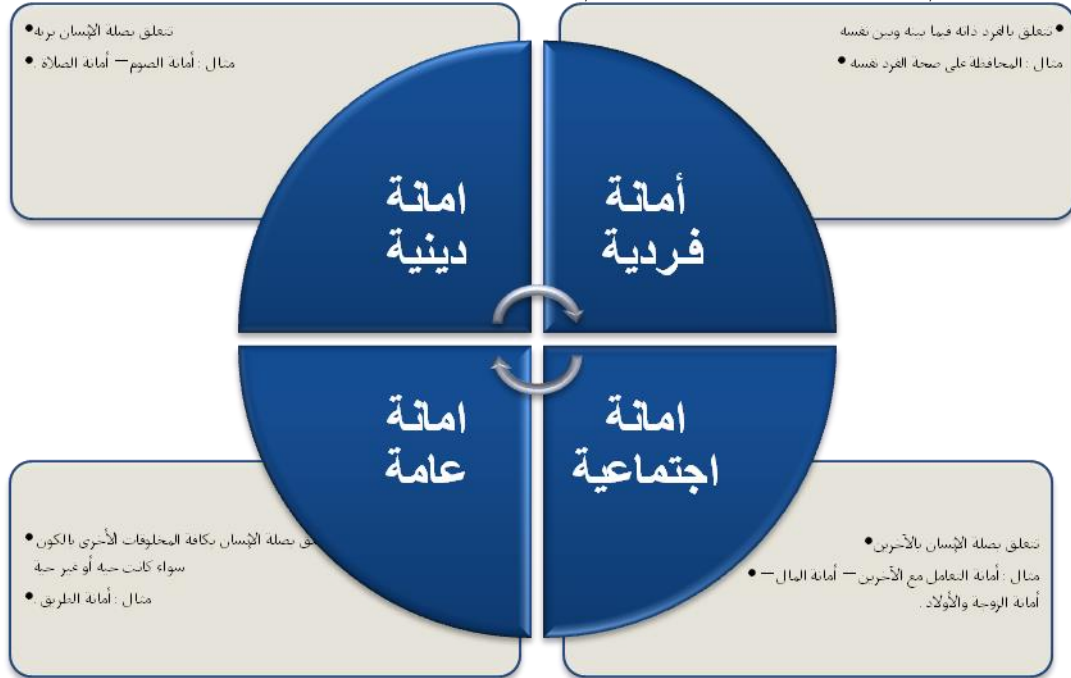 • تتعلق بالفرد ذاته فيما بينه وبين نفسه
مثال : المحافظة على صحة الفرد نفسه •
تتعلق بصلة الإنسان بربه •
مثال : أمانة الصوم – أمانة الصلاة . •
أمانة
فردية
امانة
دينية
امانة
اجتماعية
امانة
عامة
تتعلق بصلة الإنسان بالآخرين •
مثال : أمانة التعامل مع الآخرين – أمانة المال – •
أمانة الزوجة والأولاد .
بصلة الإنسان بكافة المخلوقات الأخرى بالكون •
سواء كانت حيه أو غير حية
مثال : أمانة الطريق . •